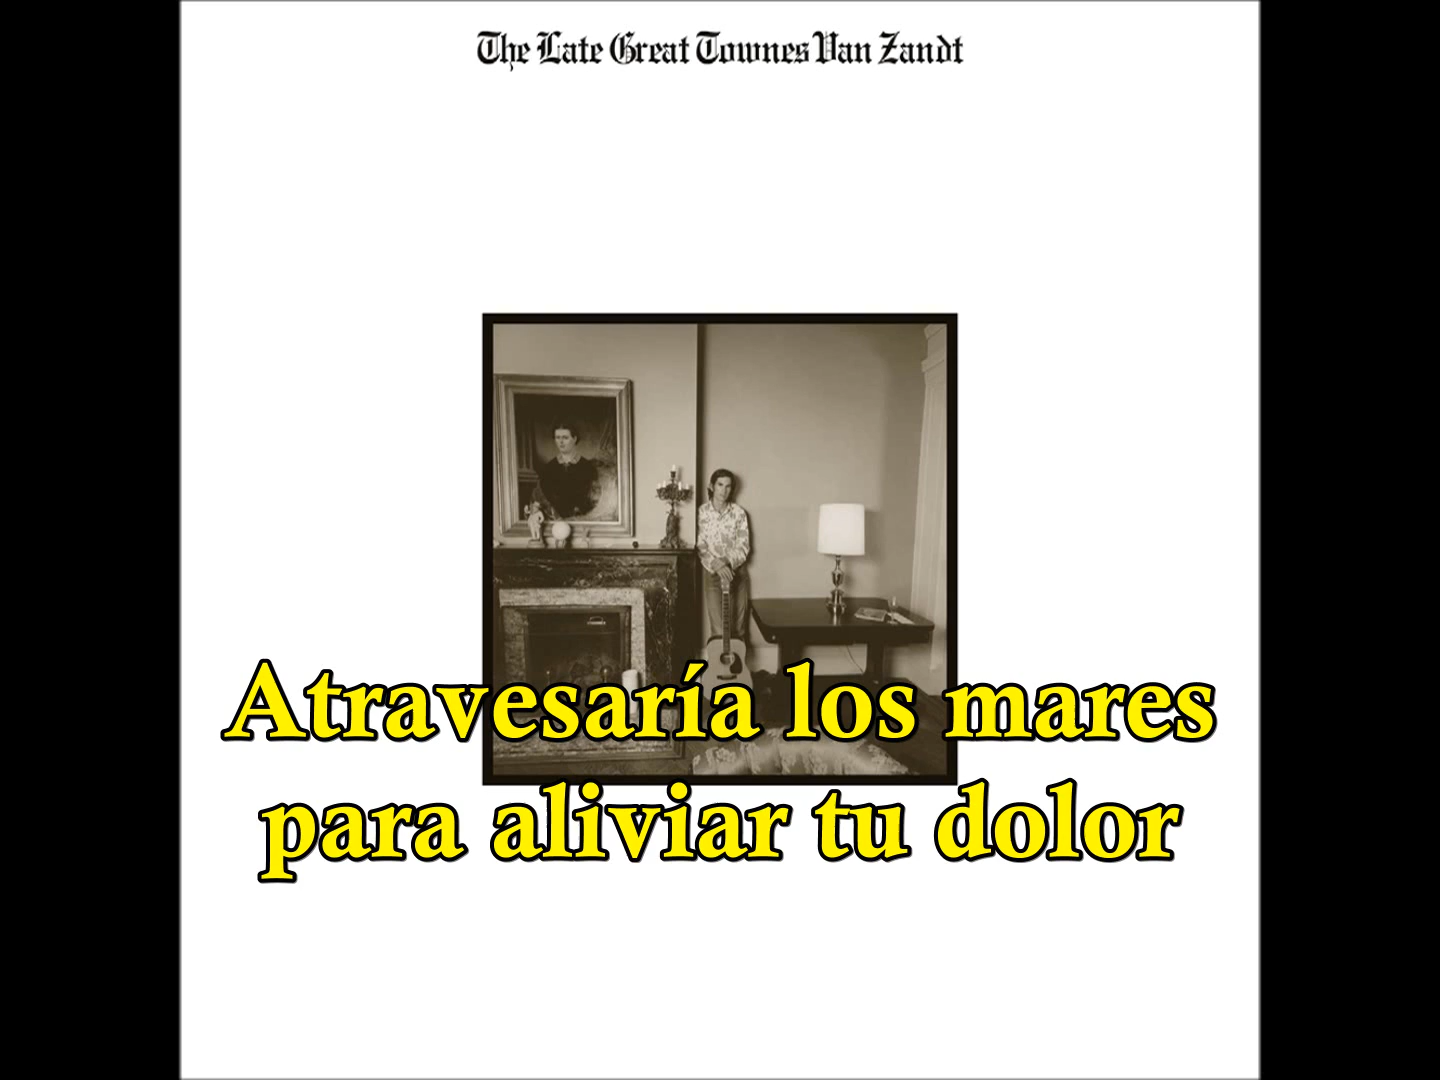 The Late Great Townes Van Zandt
Atravesaría los mares
para aliviar tu dolor